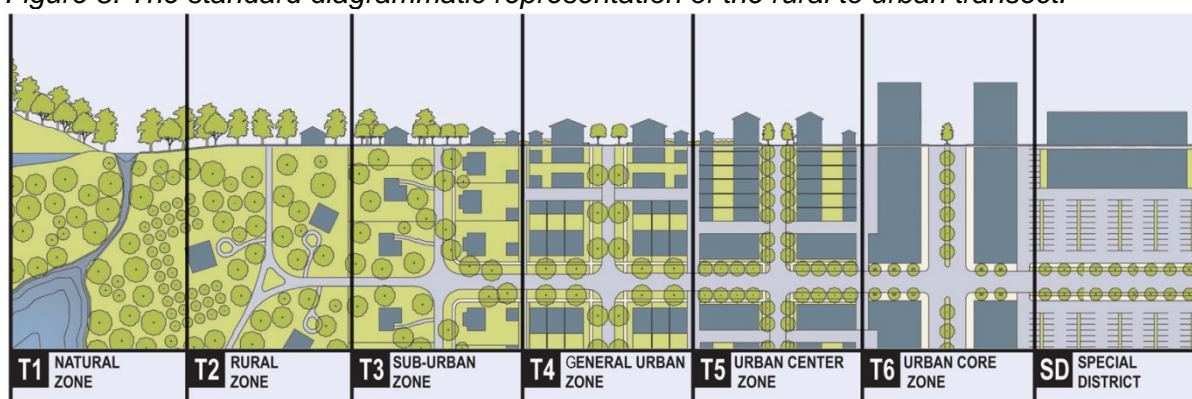 Figure 3. The standard diagrammatic representation of the rural to urban transect.
T1 NATURAL
ZONE
T2 RURAL
ZONE
T3 SUB-URBAN
ZONE
T4 GENERAL URBAN
ZONE
T5 URBAN CENTER
ZONE
T6 URBAN CORE
ZONE
SD SPECIAL
DISTRICT